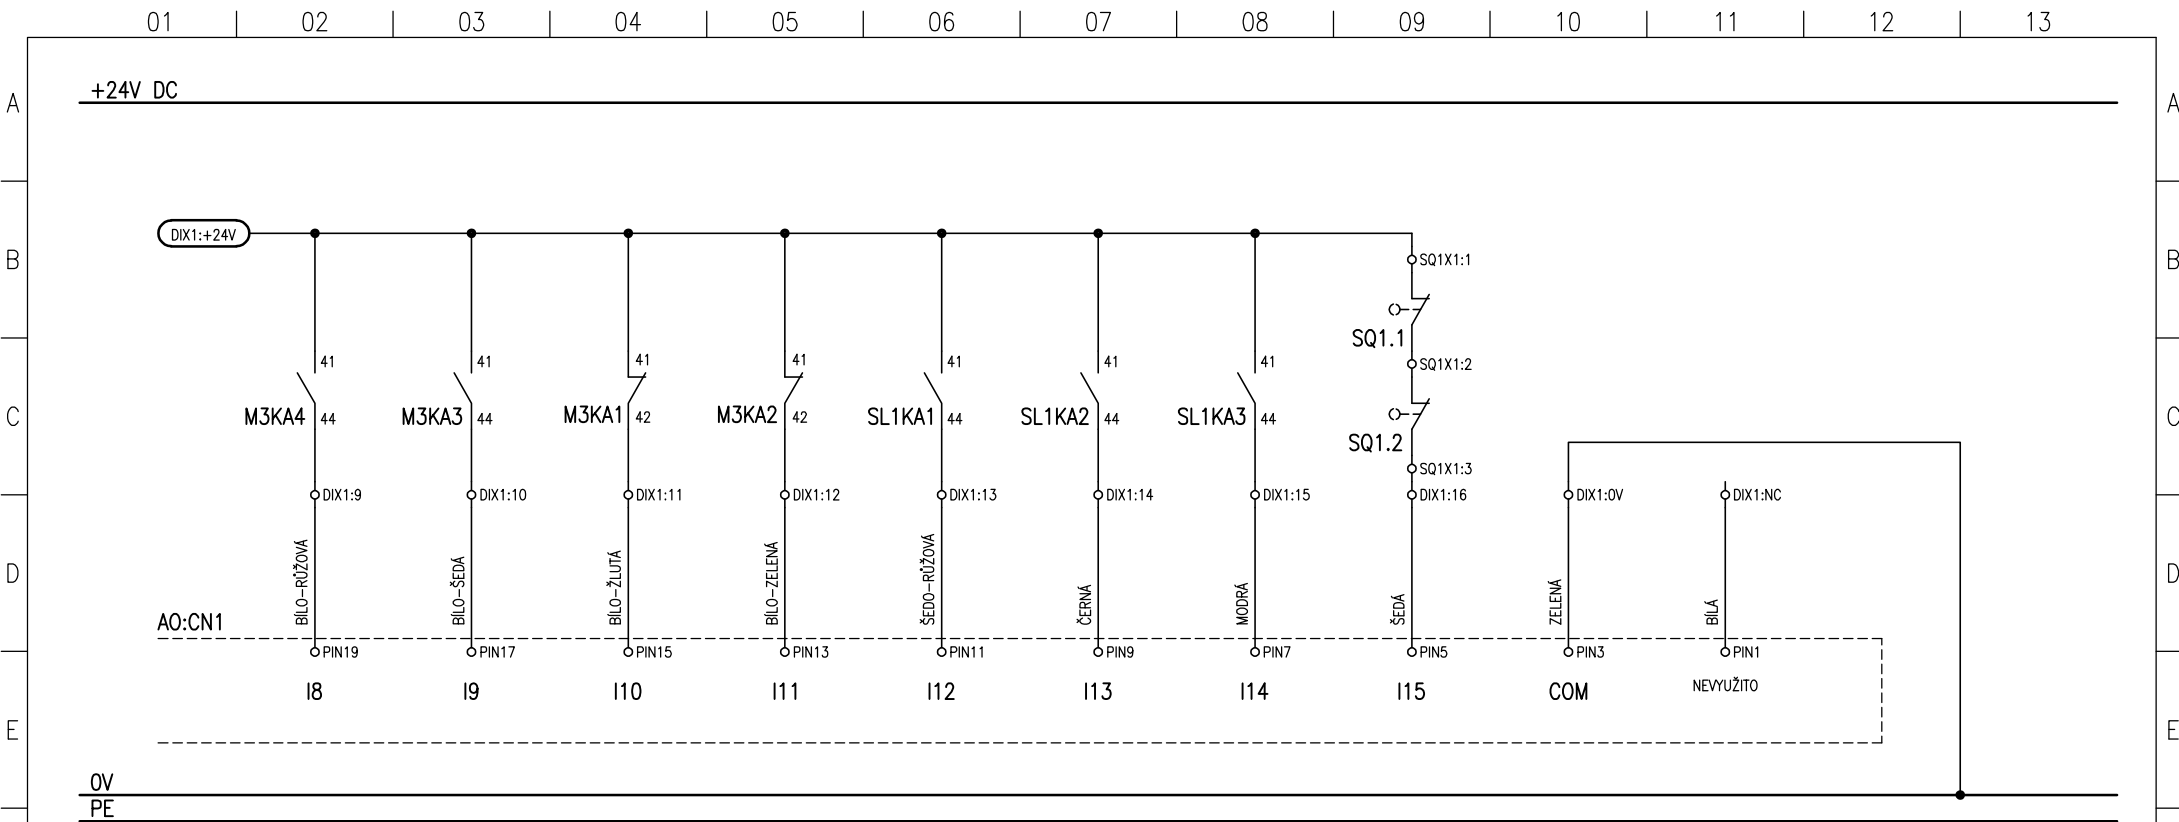 01 02 03 04 05 06 07 08 09 10 11 12 13
+24V DC
A A
DIX1:+24V
B B
SQ1X1:1
SQ1.1
41 41 41 41 41 41 41 SQ1X1:2
M3KA4 44 M3KA3 44 M3KA1 42 M3KA2 42 SL1KA1 44 SL1KA2 44 SL1KA3 44
C C
SQ1.2
SQ1X1:3
DIX1:9 DIX1:10 DIX1:11 DIX1:12 DIX1:13 DIX1:14 DIX1:15 DIX1:16 DIX1:0V DIX1:NC
D D
BÍLO-RŮŽOVÁ BÍLO-ŠEDÁ BÍLO-ŽLUTÁ BÍLO-ZELENÁ ŠEDO-RŮŽOVÁ ČERNÁ MODRÁ ŠEDÁ ZELENÁ BÍLÁ
AO:CN1
PIN19 PIN17 PIN15 PIN13 PIN11 PIN9 PIN7 PIN5 PIN3 PIN1
I8 I9 I10 I11 I12 I13 I14 I15 COM NEVYUŽITO
E E
0V
PE